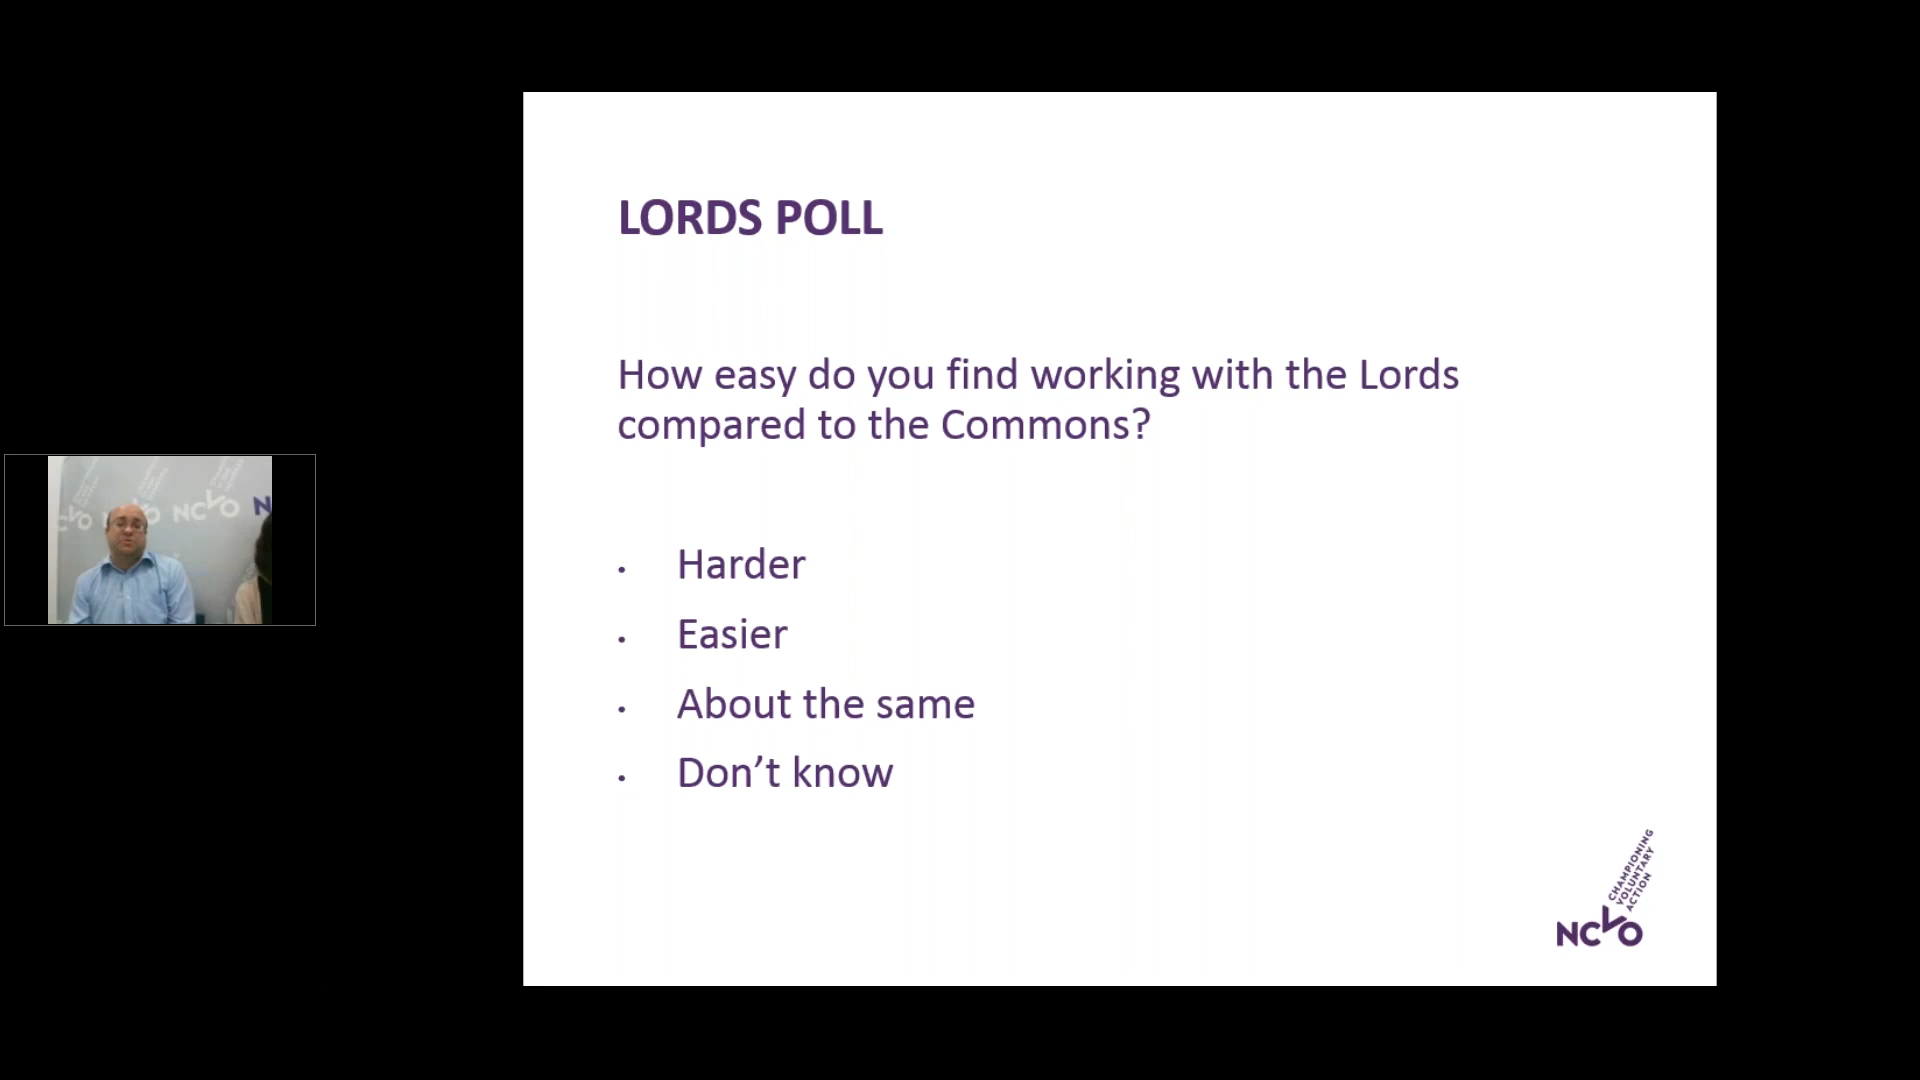 LORDS POLL
How easy do you find working with the Lords
compared to the Commons?
• Harder
• Easier
• About the same
• Don’t know
CHAMPIONING
VOLUNTARY
ACTION
NCVO
NCVO